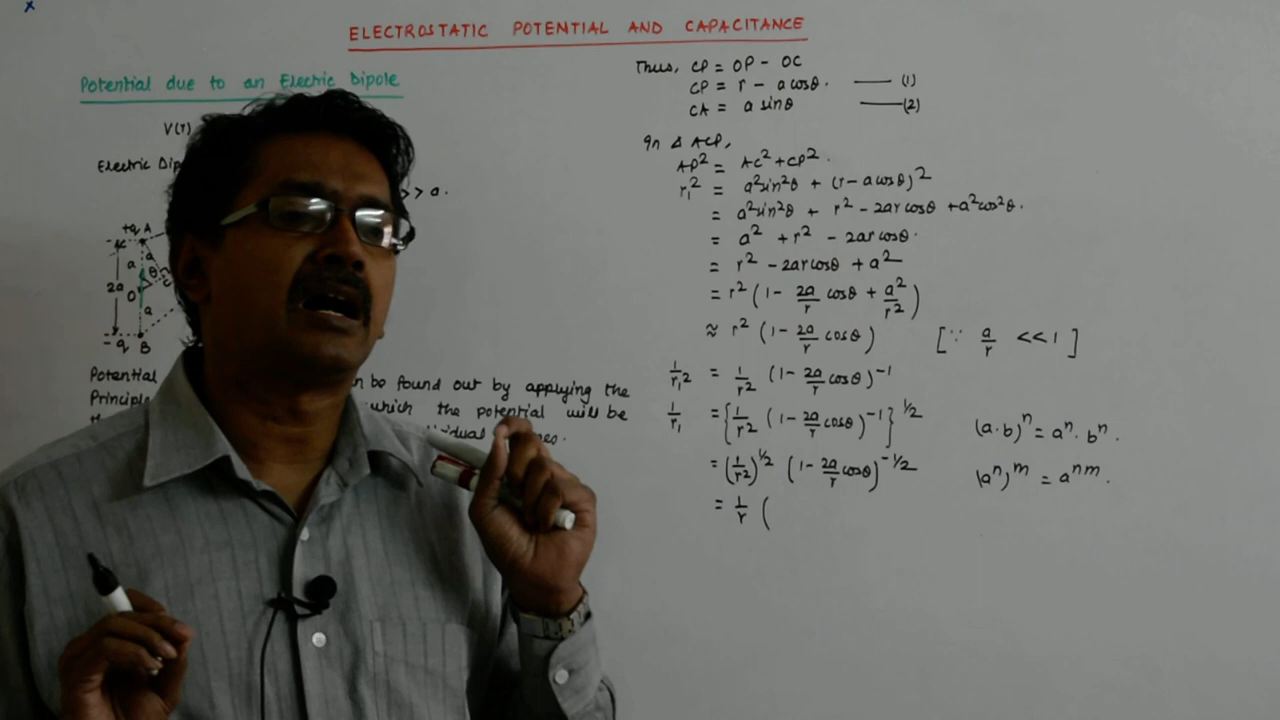 x
ELECTROSTATIC POTENTIAL AND CAPACITANCE
Potential due to an Electric Dipole
V(r)
Electric Dip
>> a.
+q A
a
a
θ
C
2a
O
a
-q B
Potential
n be found out by applying the
Principle
which the potential will be
Thus, CP = OP - OC
CP = r - a cosθ. —— (1)
CA = a sinθ ——(2)
In Δ ACP,
AP² = AC² + CP².
r₁² = a²sin²θ + (r - a cosθ)²
= a²sin²θ + r² - 2ar cosθ + a²cos²θ.
= a² + r² - 2ar cosθ.
= r² - 2ar cosθ + a²
= r² (1 - 2a/r cosθ + a²/r²)
≈ r² (1 - 2a/r cosθ) [∵ a/r << 1]
1/r₁² = 1/r² (1 - 2a/r cosθ)⁻¹
1/r₁ = {1/r² (1 - 2a/r cosθ)⁻¹}^1/2 (a·b)ⁿ = aⁿ · bⁿ.
= (1/r²)^1/2 (1 - 2a/r cosθ)^-1/2 (aⁿ)ᵐ = aⁿᵐ.
= 1/r (